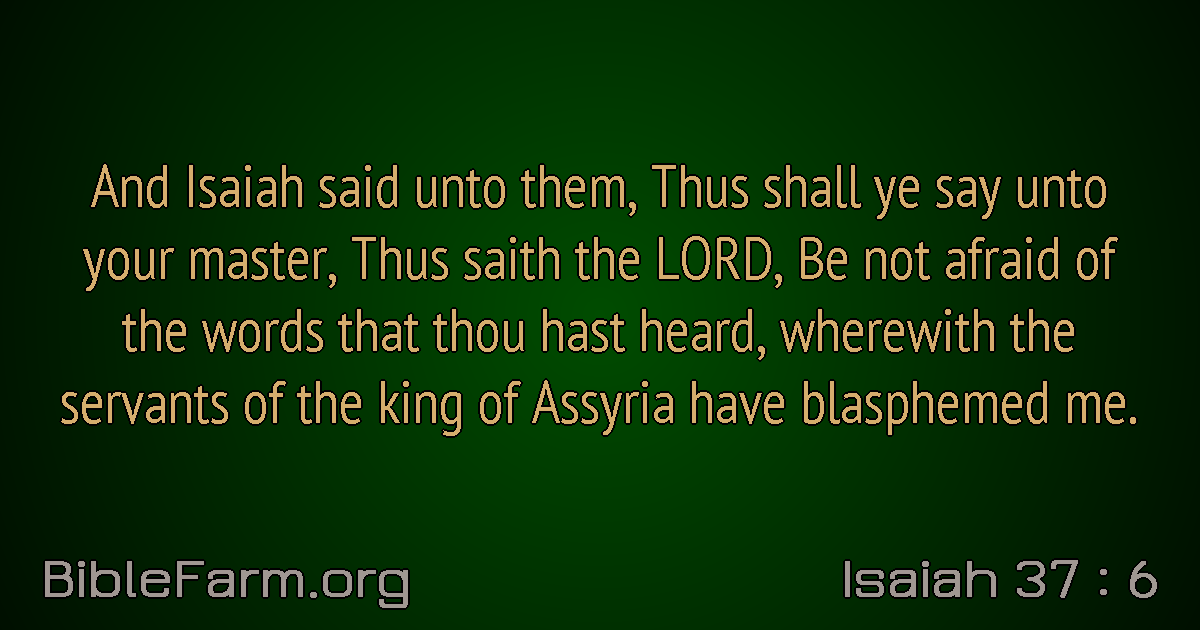 And Isaiah said unto them, Thus shall ye say unto
your master, Thus saith the LORD, Be not afraid of
the words that thou hast heard, wherewith the
servants of the king of Assyria have blasphemed me.
BibleFarm.org
Isaiah 37 : 6